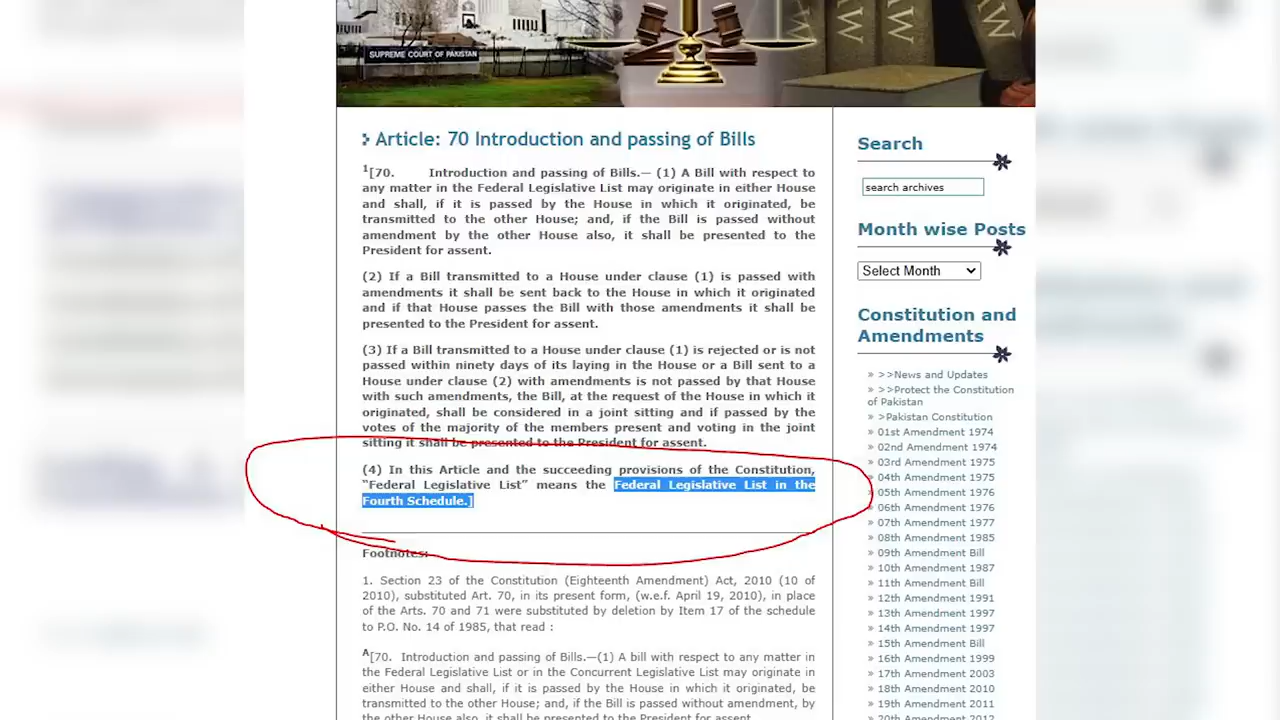 SUPREME COURT OF PAKISTAN
LAW
Article: 70 Introduction and passing of Bills
1[70. Introduction and passing of Bills.— (1) A Bill with respect to
any matter in the Federal Legislative List may originate in either House
and shall, if it is passed by the House in which it originated, be
transmitted to the other House; and, if the Bill is passed without
amendment by the other House also, it shall be presented to the
President for assent.
(2) If a Bill transmitted to a House under clause (1) is passed with
amendments it shall be sent back to the House in which it originated
and if that House passes the Bill with those amendments it shall be
presented to the President for assent.
(3) If a Bill transmitted to a House under clause (1) is rejected or is not
passed within ninety days of its laying in the House or a Bill sent to a
House under clause (2) with amendments is not passed by that House
with such amendments, the Bill, at the request of the House in which it
originated, shall be considered in a joint sitting and if passed by the
votes of the majority of the members present and voting in the joint
sitting it shall be presented to the President for assent.
(4) In this Article and the succeeding provisions of the Constitution,
“Federal Legislative List” means the Federal Legislative List in the
Fourth Schedule.]
Footnotes:
1. Section 23 of the Constitution (Eighteenth Amendment) Act, 2010 (10 of
2010), substituted Art. 70, in its present form, (w.e.f. April 19, 2010), in place
of the Arts. 70 and 71 were substituted by deletion by Item 17 of the schedule
to P.O. No. 14 of 1985, that read :
A[70. Introduction and passing of Bills.—(1) A bill with respect to any matter in
the Federal Legislative List or in the Concurrent Legislative List may originate in
either House and shall, if it is passed by the House in which it originated, be
transmitted to the other House; and, if the Bill is passed without amendment, by
the other House also, it shall be presented to the President for assent.
Search
search archives
Month wise Posts
Select Month
Constitution and
Amendments
» >>News and Updates
» >>Protect the Constitution
of Pakistan
» >Pakistan Constitution
» 01st Amendment 1974
» 02nd Amendment 1974
» 03rd Amendment 1975
» 04th Amendment 1975
» 05th Amendment 1976
» 06th Amendment 1976
» 07th Amendment 1977
» 08th Amendment 1985
» 09th Amendment Bill
» 10th Amendment 1987
» 11th Amendment Bill
» 12th Amendment 1991
» 13th Amendment 1997
» 14th Amendment 1997
» 15th Amendment Bill
» 16th Amendment 1999
» 17th Amendment 2003
» 18th Amendment 2010
» 19th Amendment 2011
» 20th Amendment 2012